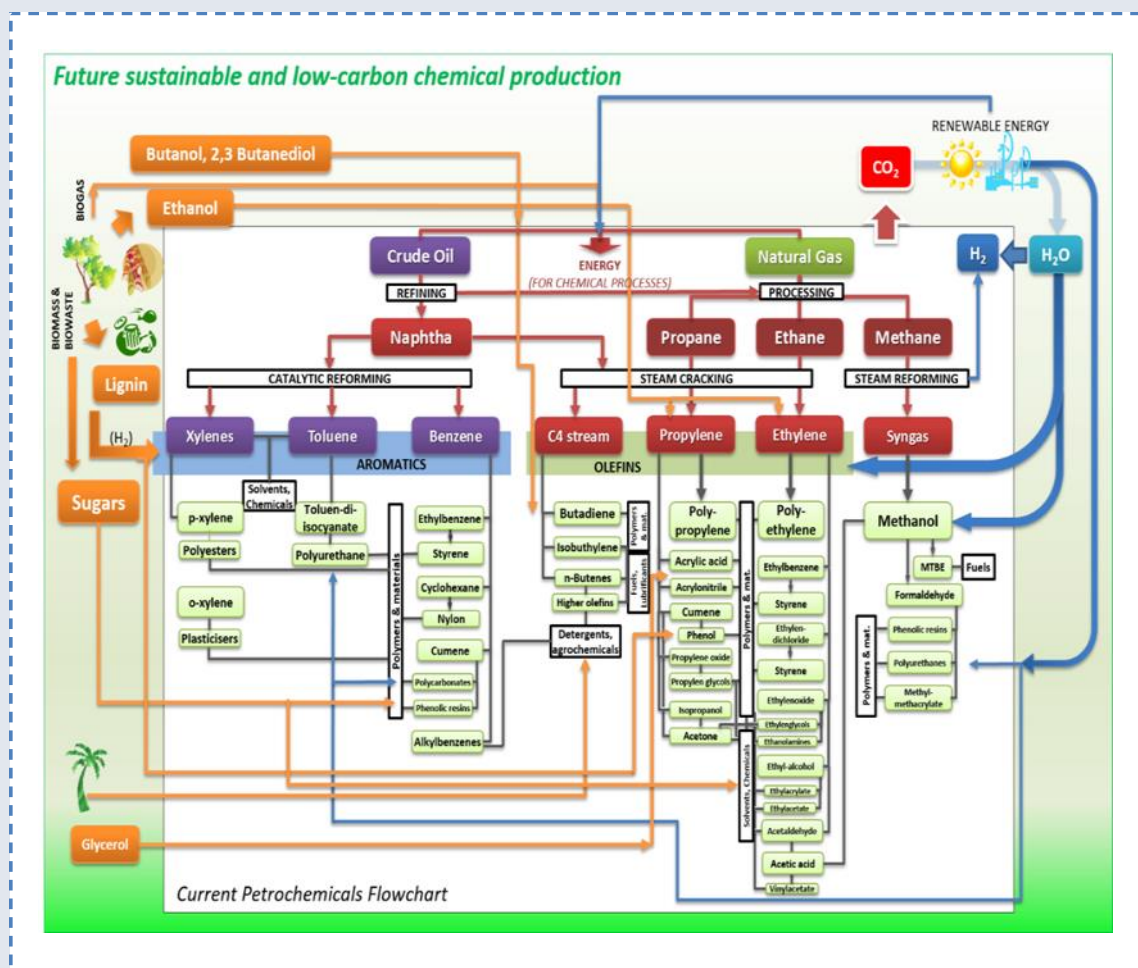 Future sustainable and low-carbon chemical production
RENEWABLE ENERGY
Butanol, 2,3 Butanediol
CO2
BIOGAS
Ethanol
Crude Oil
ENERGY
(FOR CHEMICAL PROCESSES)
Natural Gas
H2
H2O
REFINING
PROCESSING
BIOMASS &
BIOWASTE
Naphtha
Propane
Ethane
Methane
Lignin
CATALYTIC REFORMING
STEAM CRACKING
STEAM REFORMING
(H2)
Xylenes
Toluene
Benzene
C4 stream
Propylene
Ethylene
Syngas
AROMATICS
OLEFINS
Sugars
Solvents,
Chemicals
p-xylene
Polyesters
o-xylene
Plasticisers
Toluen-di-
isocyanate
Polyurethane
Polymers & materials
Ethylbenzene
Styrene
Cyclohexane
Nylon
Cumene
Polycarbonates
Phenolic resins
Alkylbenzenes
Butadiene
Isobuthylene
n-Butenes
Higher olefins
Polymers
& mat.
Fuels,
Lubrificants
Detergents,
agrochemicals
Poly-
propylene
Acrylic acid
Acrylonitrile
Cumene
Phenol
Propylene oxide
Propylen glycols
Isopropanol
Acetone
Polymers & mat.
Solvents, Chemicals
Poly-
ethylene
Ethylbenzene
Styrene
Ethylen-
dichloride
Styrene
Ethylenoxide
Ethylenglycols
Ethanolamines
Ethyl-alcohol
Ethylacrylate
Ethylacetate
Acetaldehyde
Acetic acid
Vinylacetate
Methanol
MTBE
Fuels
Formaldehyde
Phenolic resins
Polyurethanes
Methyl-
methacrylate
Polymers & mat.
Glycerol
Current Petrochemicals Flowchart